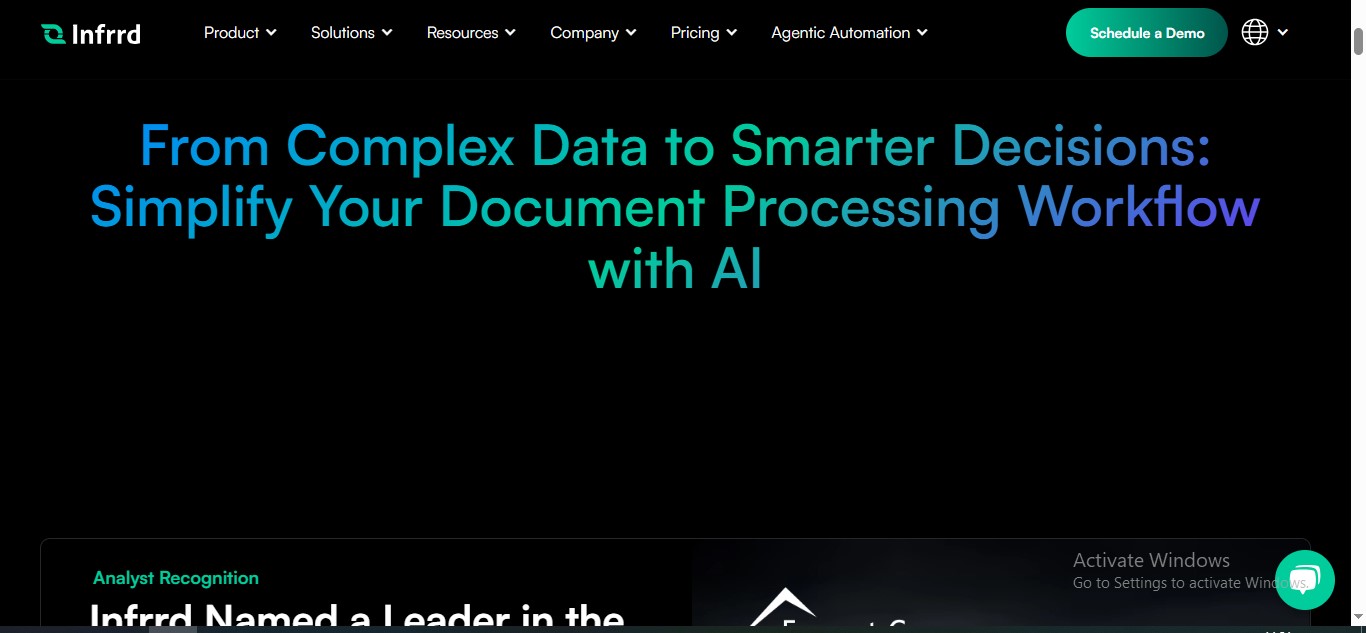 Infrrd
Product
Solutions
Resources
Company
Pricing
Agentic Automation
Schedule a Demo
From Complex Data to Smarter Decisions:
Simplify Your Document Processing Workflow
with AI
Analyst Recognition
Infrrd Named a Leader in the
Activate Windows
Go to Settings to activate Windows.